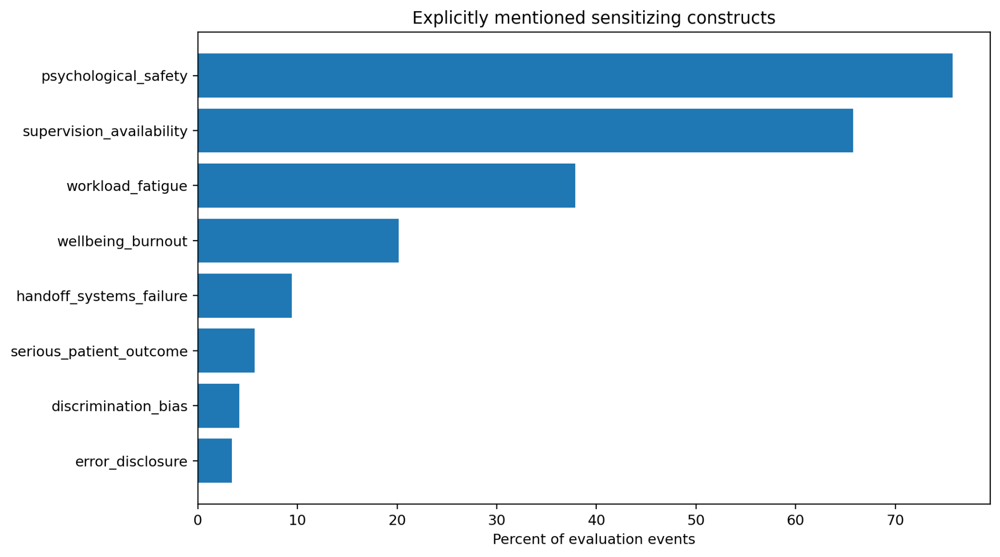 Explicitly mentioned sensitizing constructs
psychological_safety
supervision_availability
workload_fatigue
wellbeing_burnout
handoff_systems_failure
serious_patient_outcome
discrimination_bias
error_disclosure
0 10 20 30 40 50 60 70
Percent of evaluation events